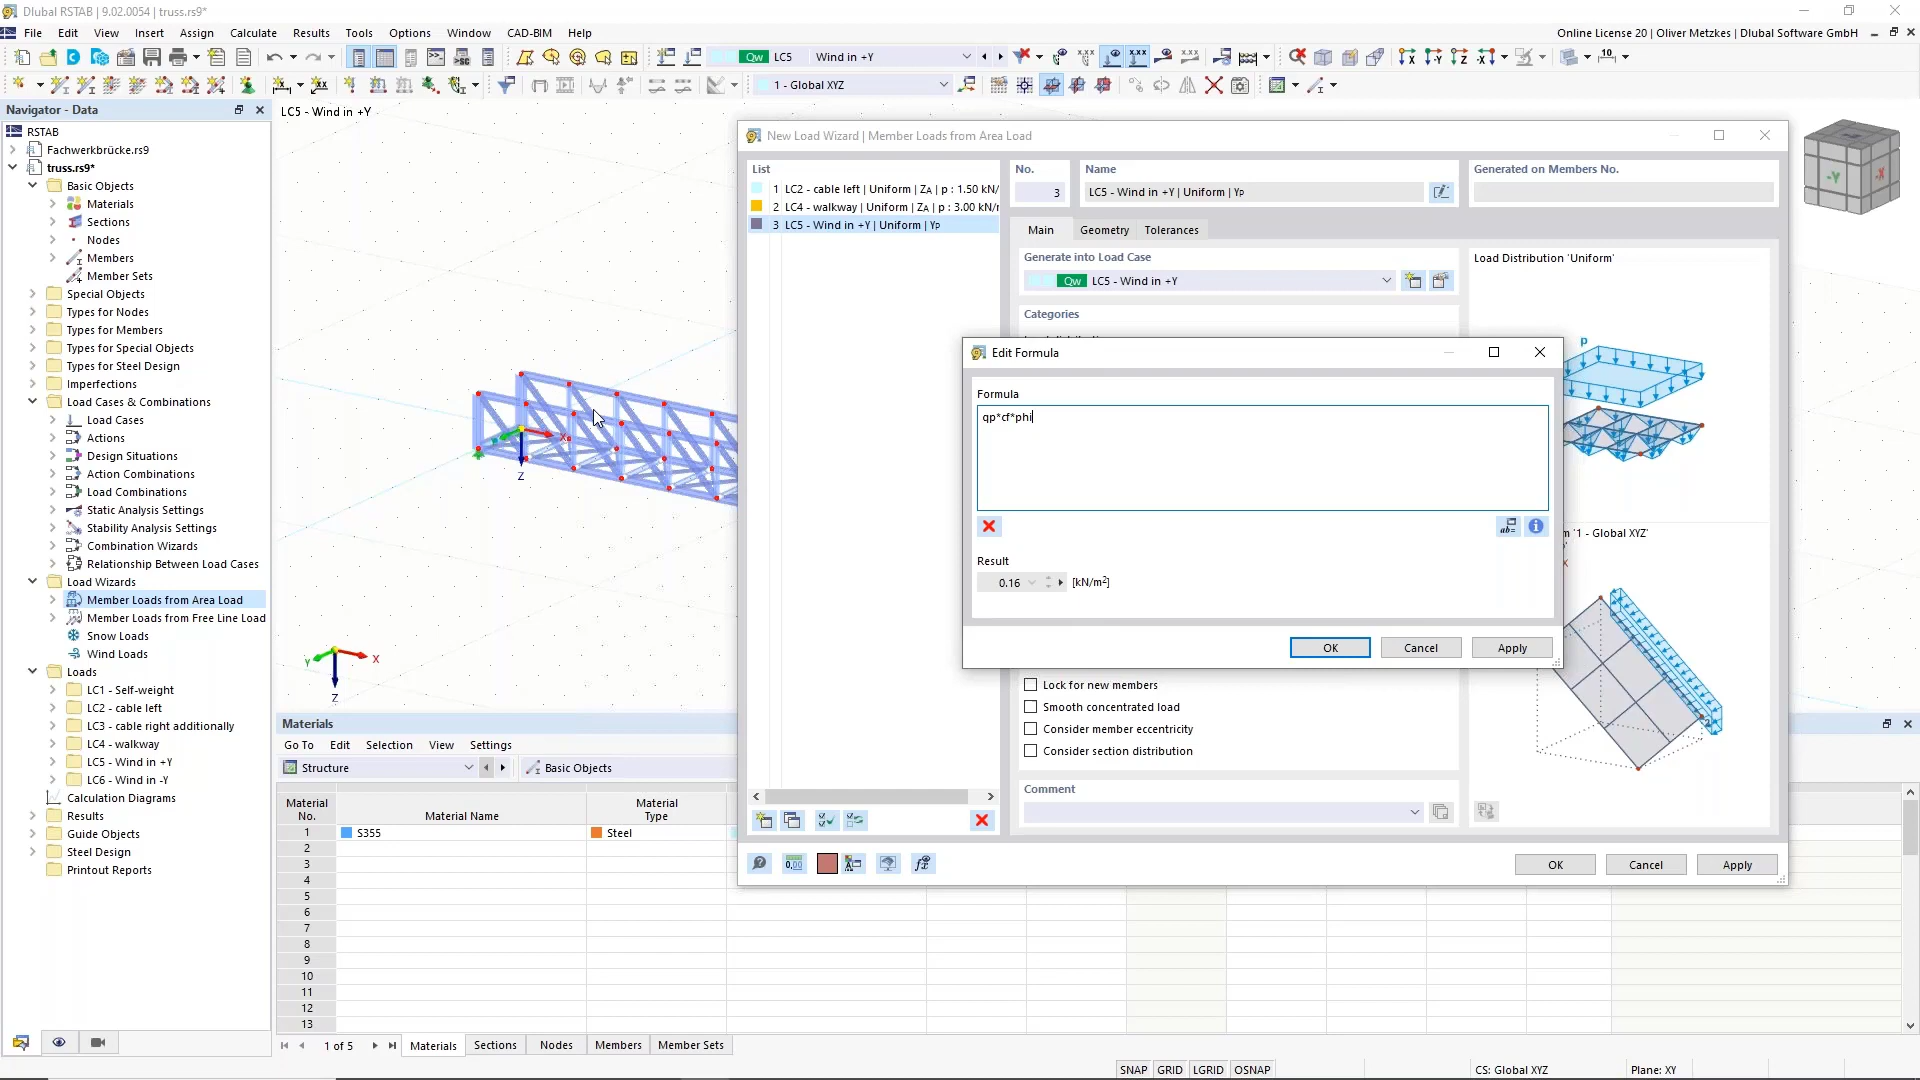 Dlubal RSTAB | 9.02.0054 | truss.rs9*
File Edit View Insert Assign Calculate Results Tools Options Window CAD-BIM Help
Online License 20 | Oliver Metzkes | Dlubal Software GmbH
Qw LC5 Wind in +Y
1 - Global XYZ
Navigator - Data
RSTAB
Fachwerkbrücke.rs9
truss.rs9*
Basic Objects
Materials
Sections
Nodes
Members
Member Sets
Special Objects
Types for Nodes
Types for Members
Types for Special Objects
Types for Steel Design
Imperfections
Load Cases & Combinations
Load Cases
Actions
Design Situations
Action Combinations
Load Combinations
Static Analysis Settings
Stability Analysis Settings
Combination Wizards
Relationship Between Load Cases
Load Wizards
Member Loads from Area Load
Member Loads from Free Line Load
Snow Loads
Wind Loads
Loads
LC1 - Self-weight
LC2 - cable left
LC3 - cable right additionally
LC4 - walkway
LC5 - Wind in +Y
LC6 - Wind in -Y
Calculation Diagrams
Results
Guide Objects
Steel Design
Printout Reports
LC5 - Wind in +Y
X
Z
Y
X
Z
-Y
-X
New Load Wizard | Member Loads from Area Load
List
1 LC2 - cable left | Uniform | ZA | p : 1.50 kN/
2 LC4 - walkway | Uniform | ZA | p : 3.00 kN/
3 LC5 - Wind in +Y | Uniform | YP
No.
3
Name
LC5 - Wind in +Y | Uniform | YP
Generated on Members No.
Main Geometry Tolerances
Generate into Load Case
Qw LC5 - Wind in +Y
Categories
Load Distribution 'Uniform'
p
Edit Formula
Formula
qp*cf*phi
Result
0.16 [kN/m2]
OK Cancel Apply
'1 - Global XYZ'
Lock for new members
Smooth concentrated load
Consider member eccentricity
Consider section distribution
Comment
OK Cancel Apply
Materials
Go To Edit Selection View Settings
Structure
Basic Objects
Material No.
Material Name
Material Type
1 S355 Steel
2
3
4
5
6
7
8
9
10
11
12
13
1 of 5 Materials Sections Nodes Members Member Sets
SNAP GRID LGRID OSNAP
CS: Global XYZ Plane: XY